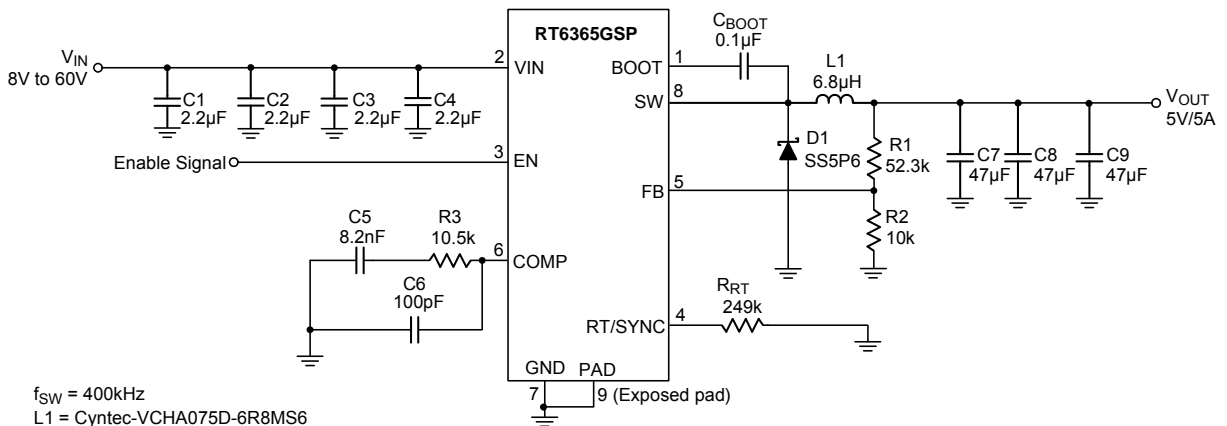 RT6365GSP
V_IN
8V to 60V
2
VIN
C1
2.2µF
C2
2.2µF
C3
2.2µF
C4
2.2µF
Enable Signal
3
EN
C5
8.2nF
R3
10.5k
6
COMP
C6
100pF
BOOT
1
C_BOOT
0.1µF
SW
8
L1
6.8µH
V_OUT
5V/5A
D1
SS5P6
R1
52.3k
C7
47µF
C8
47µF
C9
47µF
FB
5
R2
10k
R_RT
249k
RT/SYNC
4
GND
PAD
7
9 (Exposed pad)
f_SW = 400kHz
L1 = Cyntec-VCHA075D-6R8MS6